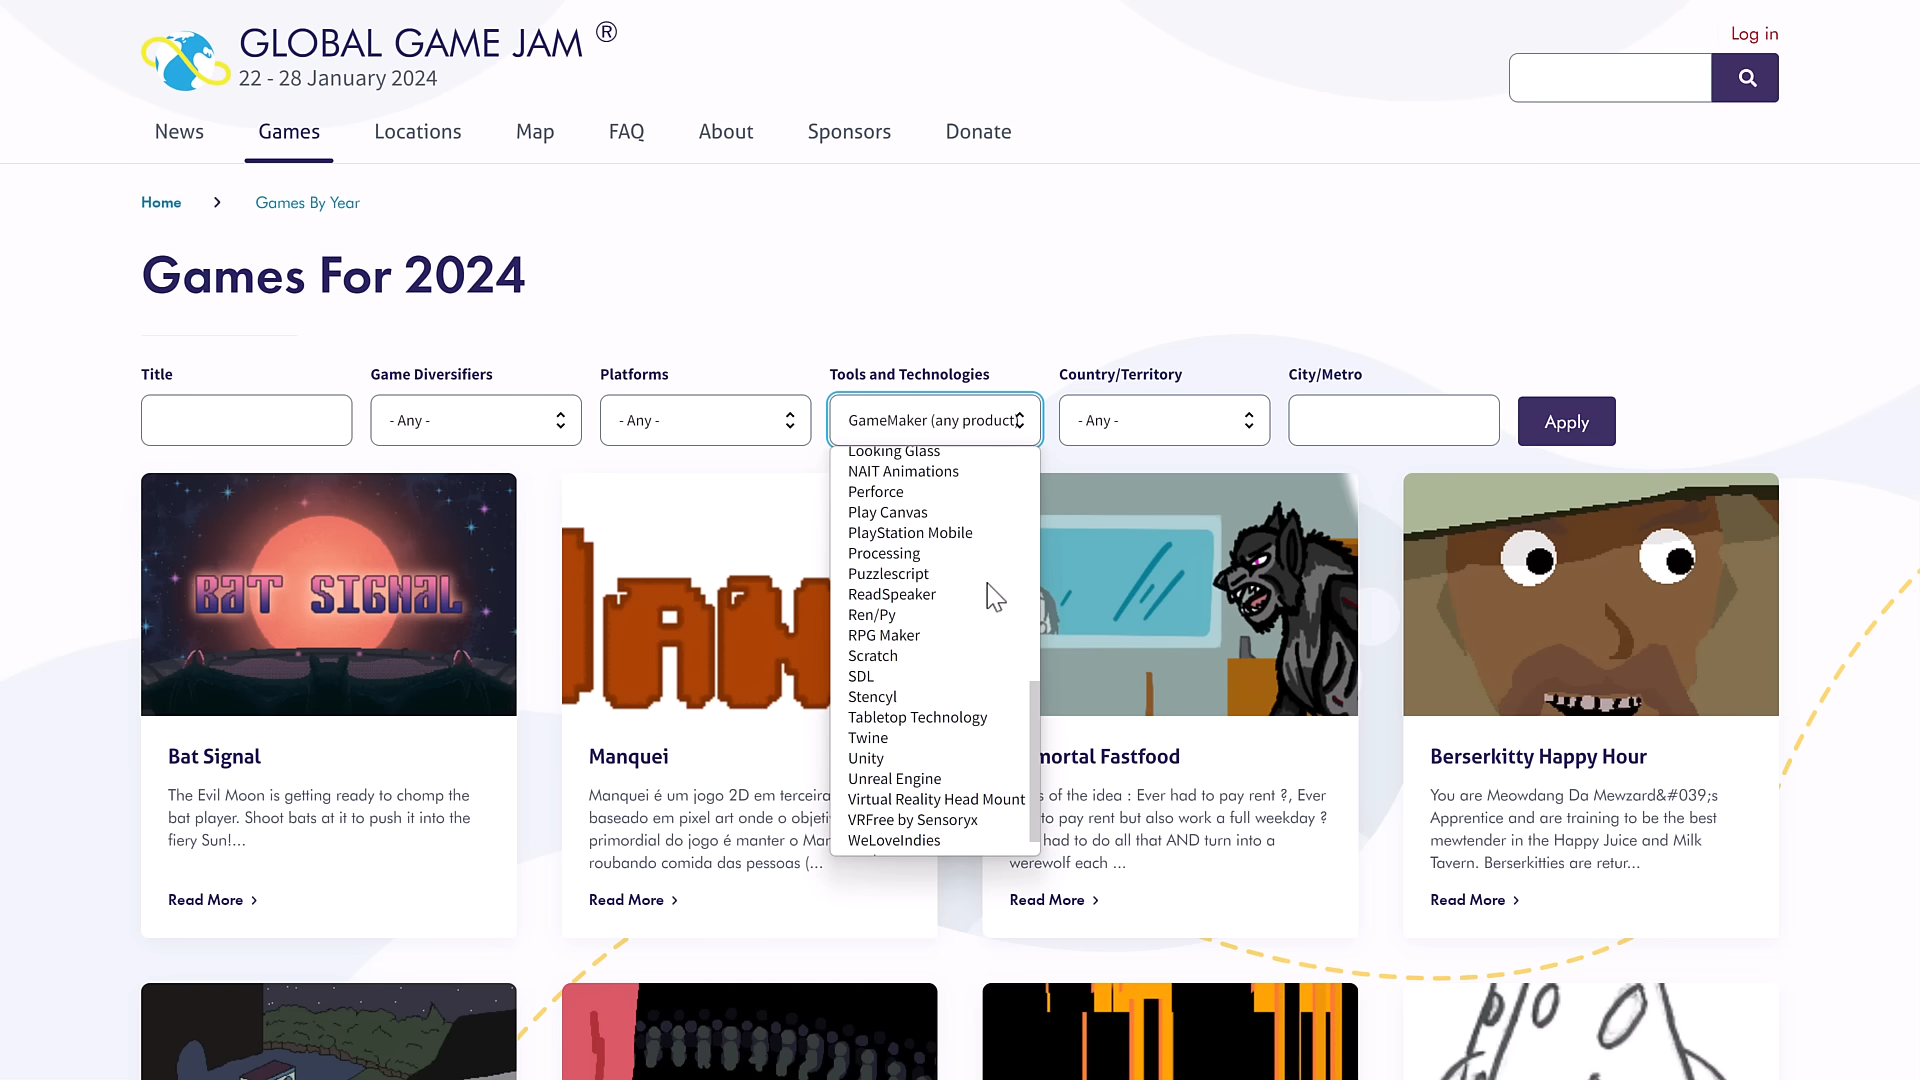 GLOBAL GAME JAM ®
22 - 28 January 2024
Log in
News
Games
Locations
Map
FAQ
About
Sponsors
Donate
Home
Games By Year
Games For 2024
Title
Game Diversifiers
Platforms
Tools and Technologies
Country/Territory
City/Metro
- Any -
- Any -
GameMaker (any product)
- Any -
Apply
Looking Glass
NAIT Animations
Perforce
Play Canvas
PlayStation Mobile
Processing
Puzzlescript
ReadSpeaker
Ren/Py
RPG Maker
Scratch
SDL
Stencyl
Tabletop Technology
Twine
Unity
Unreal Engine
Virtual Reality Head Mount
VRFree by Sensoryx
WeLoveIndies
BAT SIGNAL
Bat Signal
The Evil Moon is getting ready to chomp the
bat player. Shoot bats at it to push it into the
fiery Sun!...
Read More
Manquei
Manquei é um jogo 2D em terceira
baseado em pixel art onde o
primordial do jogo é manter o
roubando comida das pessoas (...
Read More
Fastfood
of the idea : Ever had to pay rent ?, Ever
to pay rent but also work a full weekday ?
had to do all that AND turn into a
werewolf each ...
Read More
Berserkitty Happy Hour
You are Meowdang Da Mewzard&#039;s
Apprentice and are training to be the best
mewtender in the Happy Juice and Milk
Tavern. Berserkitties are retur...
Read More